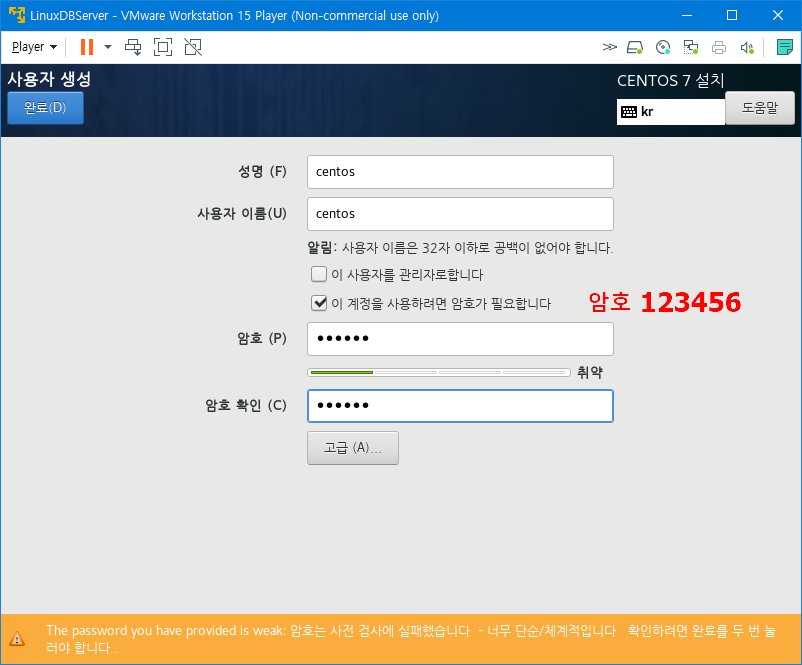 LinuxDBServer - VMware Workstation 15 Player (Non-commercial use only)
Player
사용자 생성
CENTOS 7 설치
완료(D)
kr
도움말
성명 (F)
centos
사용자 이름(U)
centos
알림: 사용자 이름은 32자 이하로 공백이 없어야 합니다.
이 사용자를 관리자로합니다
이 계정을 사용하려면 암호가 필요합니다
암호 123456
암호 (P)
••••••
취약
암호 확인 (C)
••••••
고급 (A)...
The password you have provided is weak: 암호는 사전 검사에 실패했습니다 - 너무 단순/체계적입니다 확인하려면 완료를 두 번 눌
러야 합니다..